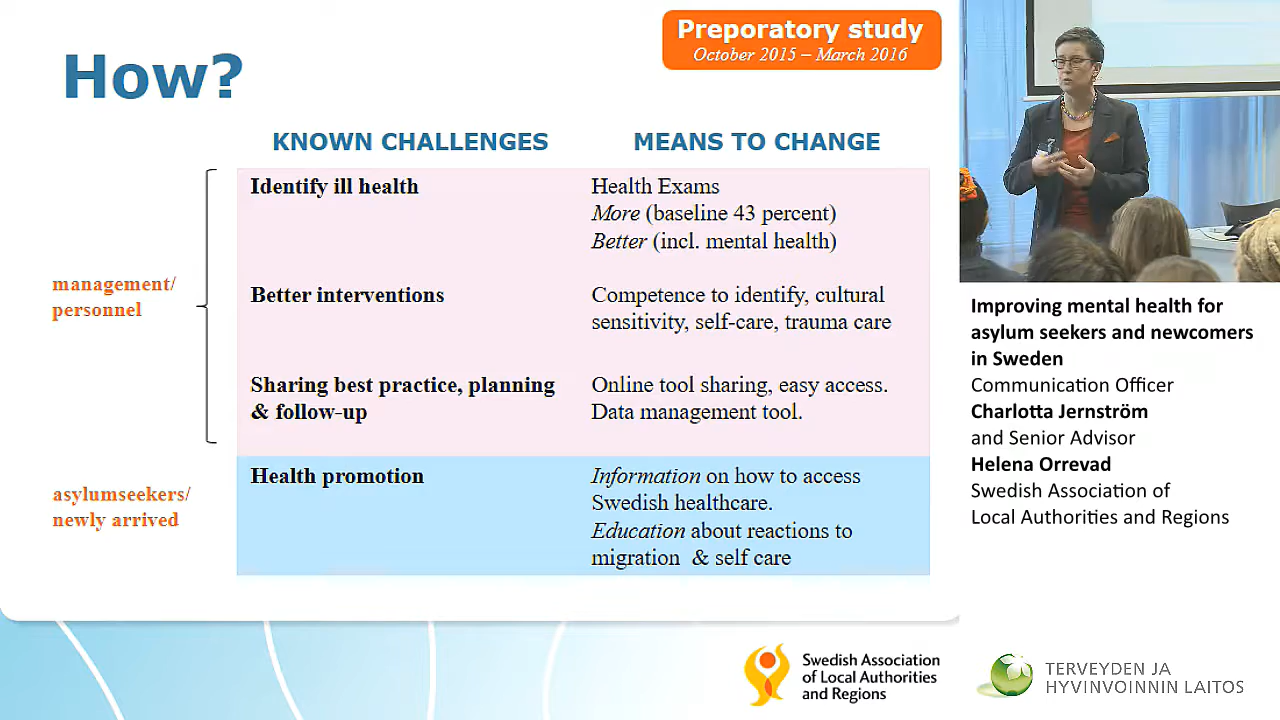 Preporatory study
October 2015 – March 2016
How?
KNOWN CHALLENGES
MEANS TO CHANGE
management/
personnel
Identify ill health
Health Exams
More (baseline 43 percent)
Better (incl. mental health)
Better interventions
Competence to identify, cultural
sensitivity, self-care, trauma care
Sharing best practice, planning
& follow-up
Online tool sharing, easy access.
Data management tool.
asylumseekers/
newly arrived
Health promotion
Information on how to access
Swedish healthcare.
Education about reactions to
migration & self care
Improving mental health for
asylum seekers and newcomers
in Sweden
Communication Officer
Charlotta Jernström
and Senior Advisor
Helena Orrevad
Swedish Association of
Local Authorities and Regions
Swedish Association
of Local Authorities
and Regions
TERVEYDEN JA
HYVINVOINNIN LAITOS